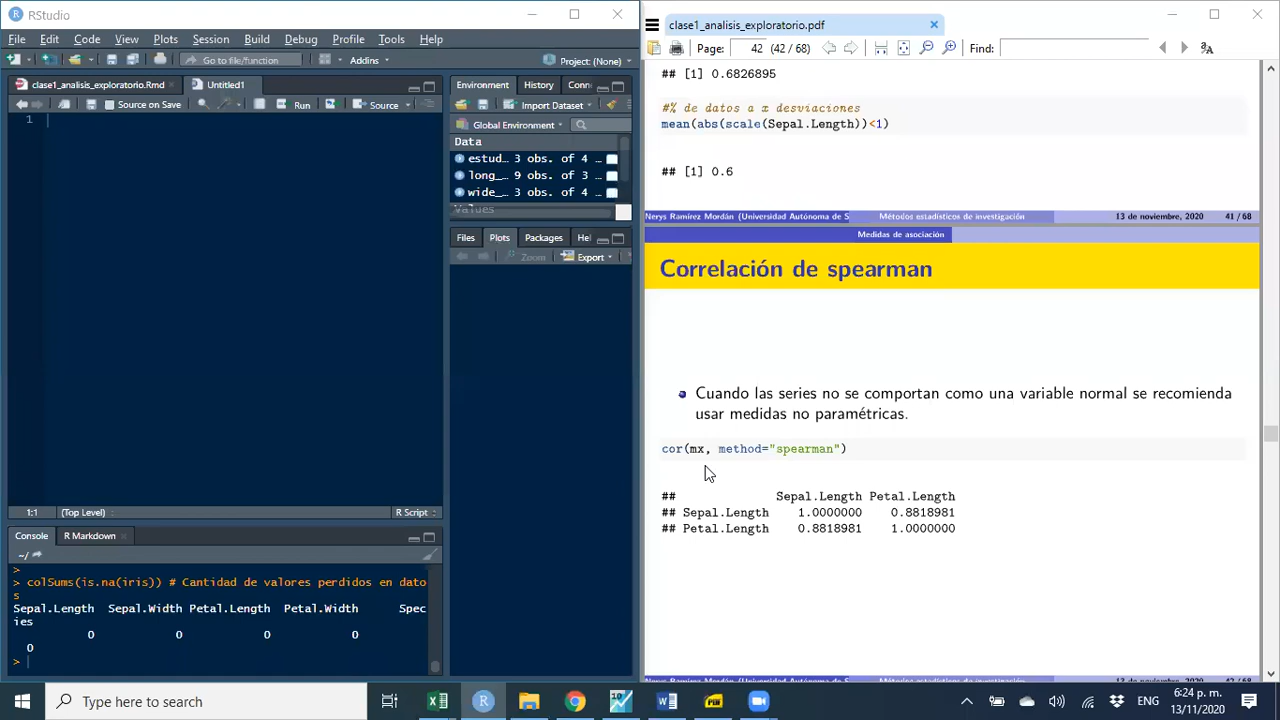 RStudio
File Edit Code View Plots Session Build Debug Profile Tools Help
Go to file/function
Addins
Project: (None)
clase1_analisis_exploratorio.Rmd
Untitled1
Source on Save
Run
Source
1
1:1
(Top Level)
R Script
Console
R Markdown
~/
>
> colSums(is.na(iris)) # Cantidad de valores perdidos en dato
s
Sepal.Length Sepal.Width Petal.Length Petal.Width Spec
ies
0 0 0 0
0
>
Environment History Conn
Import Dataset
Global Environment
Data
estud… 3 obs. of 4 …
long_… 9 obs. of 3 …
wide_… 3 obs. of 4 …
Values
Files Plots Packages Hel
Zoom
Export
clase1_analisis_exploratorio.pdf
Page: 42 (42 / 68)
Find:
## [1] 0.6826895
#% de datos a x desviaciones
mean(abs(scale(Sepal.Length))<1)
## [1] 0.6
Nerys Ramírez Mordán (Universidad Autónoma de S
Métodos estadísticos de investigación
13 de noviembre, 2020
41 / 68
Medidas de asociación
Correlación de spearman
Cuando las series no se comportan como una variable normal se recomienda
usar medidas no paramétricas.
cor(mx, method="spearman")
## Sepal.Length Petal.Length
## Sepal.Length 1.0000000 0.8818981
## Petal.Length 0.8818981 1.0000000
Type here to search
ENG
6:24 p. m.
13/11/2020